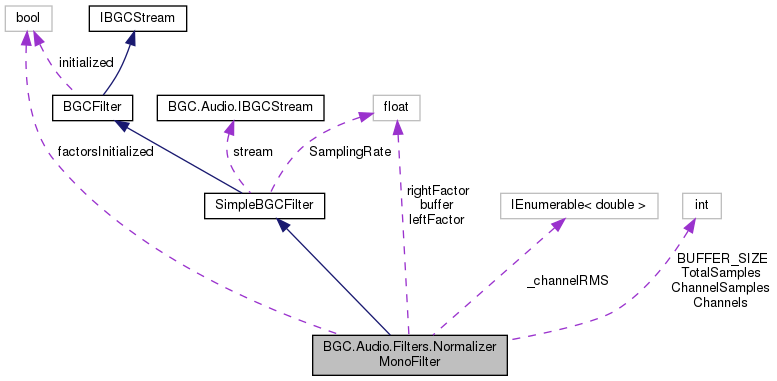 bool
IBGCStream
initialized
BGCFilter
BGC.Audio.IBGCStream
float
factorsInitialized
stream
SamplingRate
SimpleBGCFilter
rightFactor
buffer
leftFactor
IEnumerable< double >
int
_channelRMS
BUFFER_SIZE
TotalSamples
ChannelSamples
Channels
BGC.Audio.Filters.Normalizer
MonoFilter